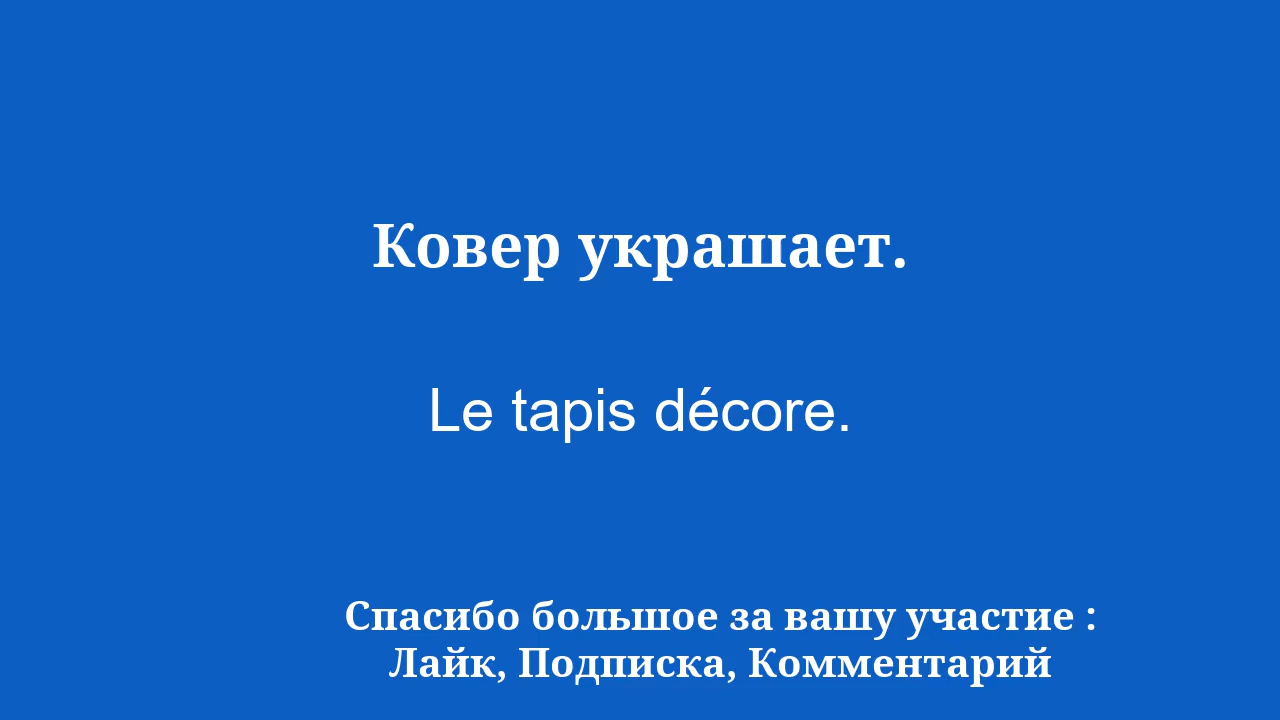 Ковер украшает.
Le tapis décore.
Спасибо большое за вашу участие :
Лайк, Подписка, Комментарий